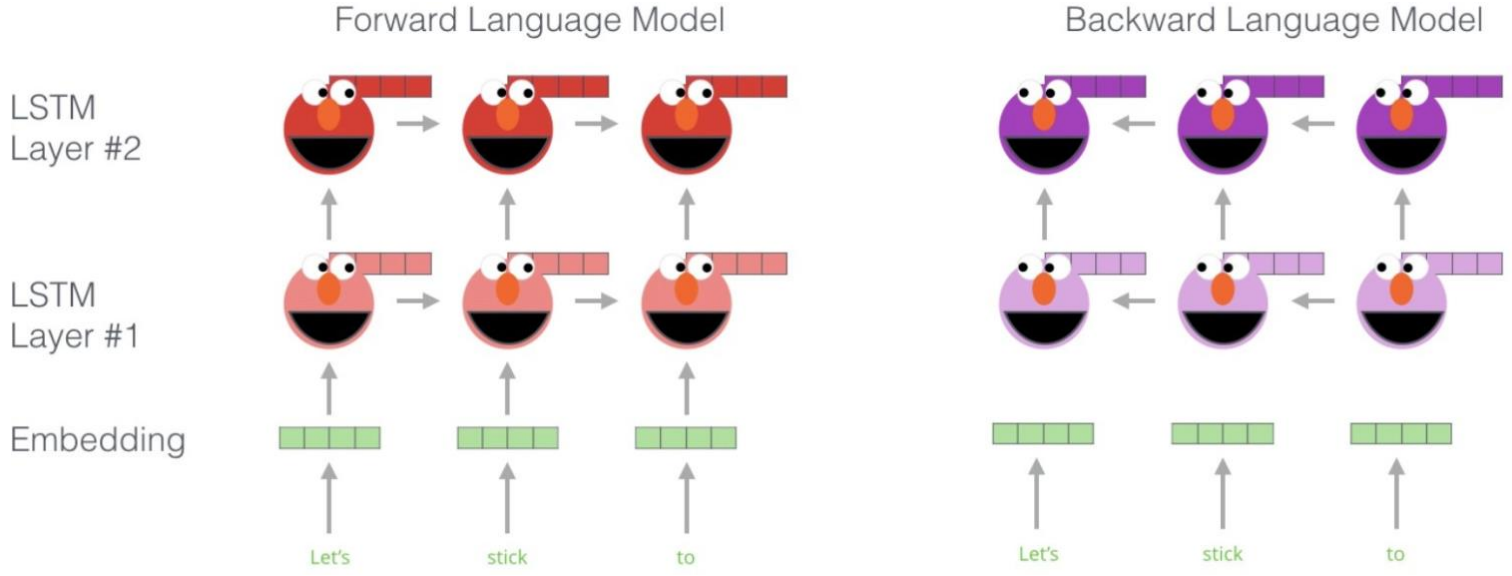 Forward Language Model
Backward Language Model
LSTM
Layer #2
LSTM
Layer #1
Embedding
Let's
stick
to
Let's
stick
to